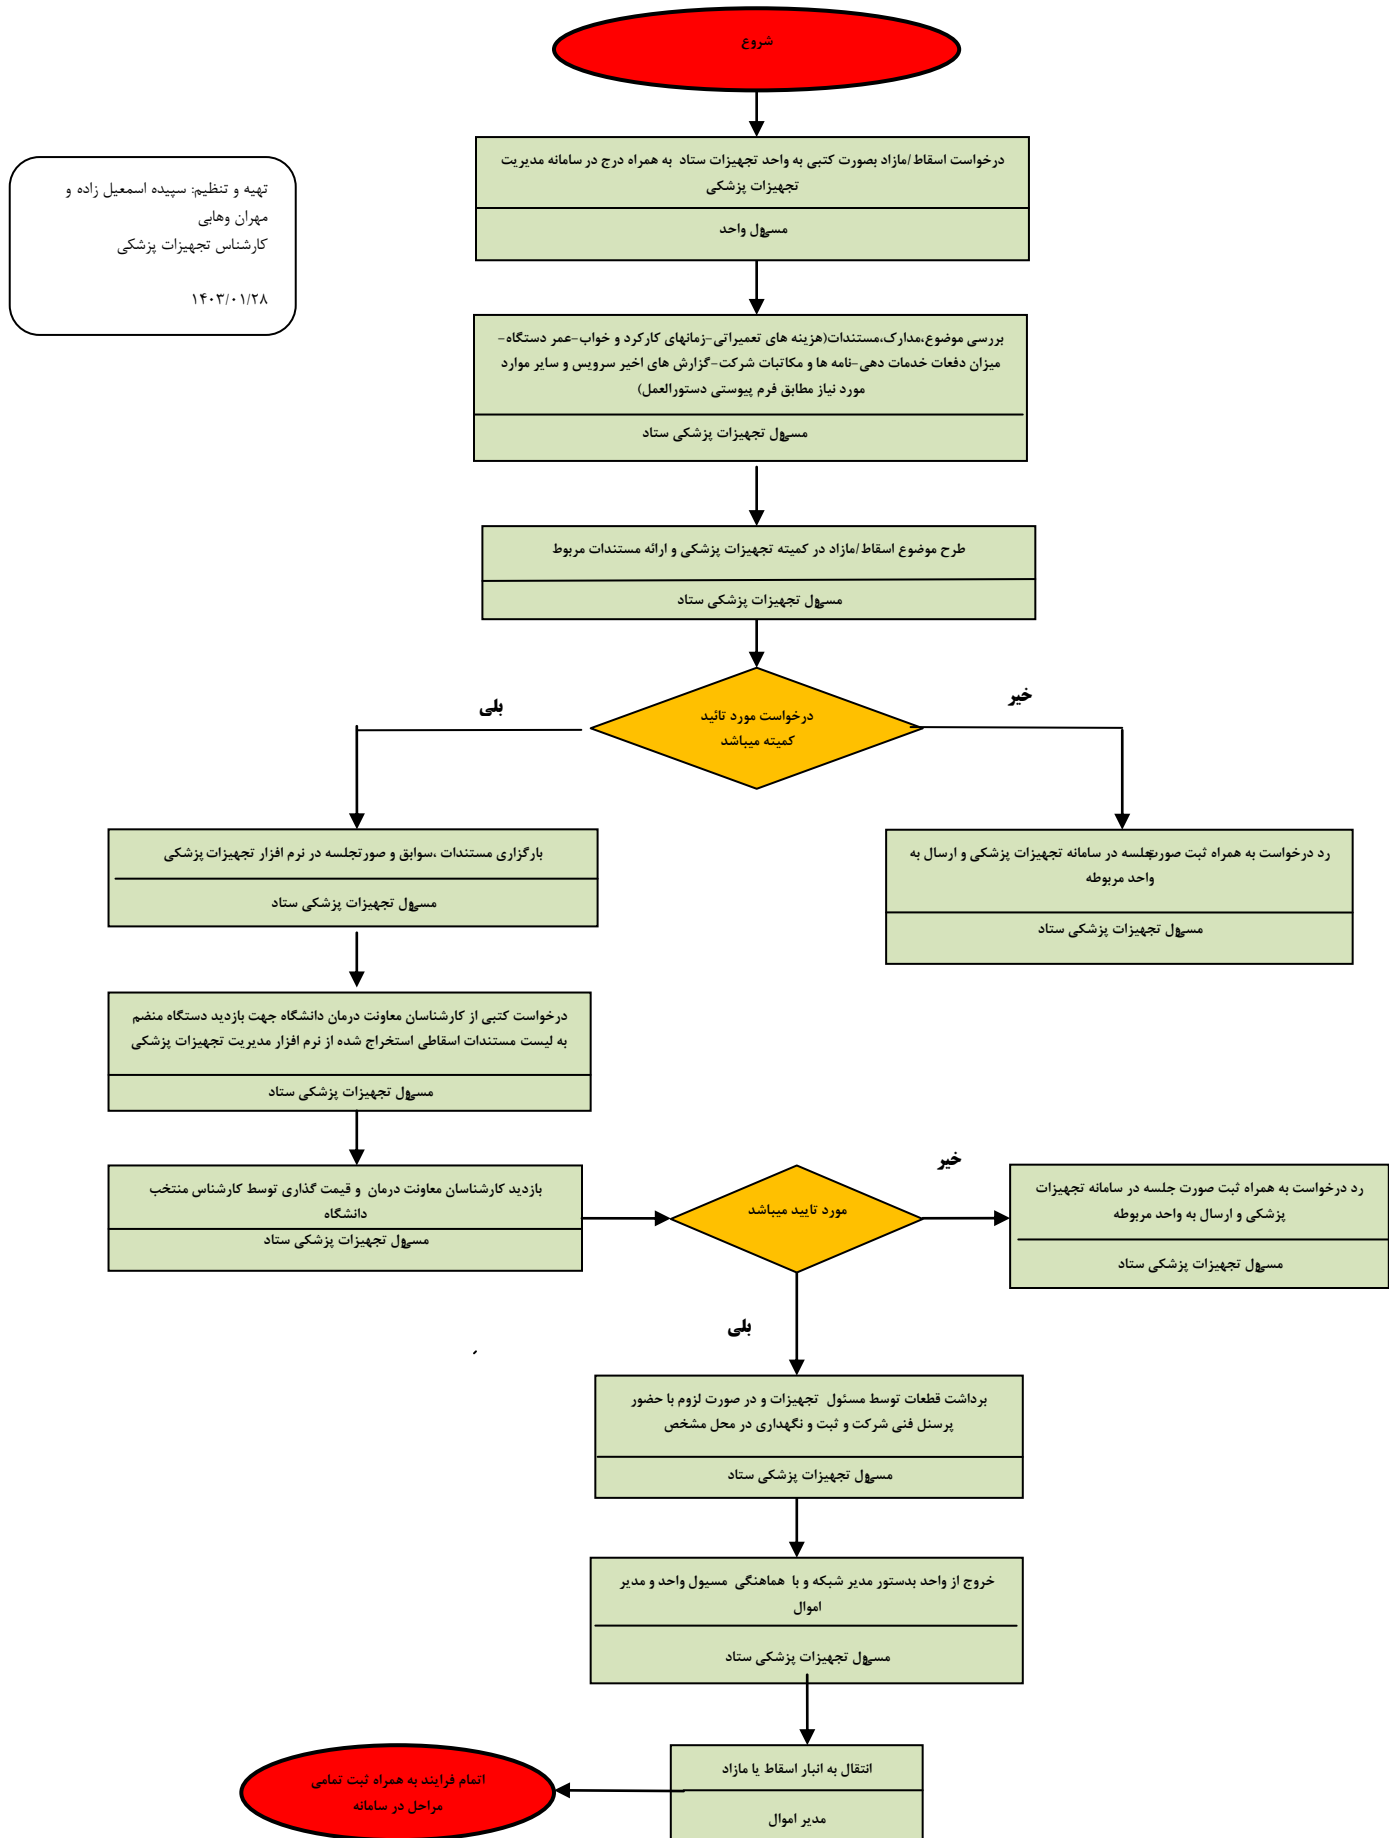 شروع
درخواست اسقاط/مازاد بصورت کتبی به واحد تجهیزات ستاد به همراه درج در سامانه مدیریت
تجهیزات پزشکی
مسوول واحد
تهیه و تنظیم: سپیده اسمعیل زاده و
مهران وهابی
کارشناس تجهیزات پزشکی
۱۴۰۳/۰۱/۲۸
بررسی موضوع،مدارک،مستندات(هزینه های تعمیراتی-زمانهای کارکرد و خواب-عمر دستگاه-
میزان دفعات خدمات دهی-نامه ها و مکاتبات شرکت-گزارش های اخیر سرویس و سایر موارد
مورد نیاز مطابق فرم پیوستی دستورالعمل)
مسوول تجهیزات پزشکی ستاد
طرح موضوع اسقاط/مازاد در کمیته تجهیزات پزشکی و ارائه مستندات مربوط
مسوول تجهیزات پزشکی ستاد
درخواست مورد تائید
کمیته میباشد
خیر
بلی
رد درخواست به همراه ثبت صورتجلسه در سامانه تجهیزات پزشکی و ارسال به
واحد مربوطه
مسوول تجهیزات پزشکی ستاد
بارگزاری مستندات ،سوابق و صورتجلسه در نرم افزار تجهیزات پزشکی
مسوول تجهیزات پزشکی ستاد
درخواست کتبی از کارشناسان معاونت درمان دانشگاه جهت بازدید دستگاه منضم
به لیست مستندات اسقاطی استخراج شده از نرم افزار مدیریت تجهیزات پزشکی
مسوول تجهیزات پزشکی ستاد
بازدید کارشناسان معاونت درمان و قیمت گذاری توسط کارشناس منتخب
دانشگاه
مسوول تجهیزات پزشکی ستاد
مورد تایید میباشد
خیر
رد درخواست به همراه ثبت صورت جلسه در سامانه تجهیزات
پزشکی و ارسال به واحد مربوطه
مسوول تجهیزات پزشکی ستاد
بلی
برداشت قطعات توسط مسئول تجهیزات و در صورت لزوم با حضور
پرسنل فنی شرکت و ثبت و نگهداری در محل مشخص
مسوول تجهیزات پزشکی ستاد
خروج از واحد بدستور مدیر شبکه و با هماهنگی مسیول واحد و مدیر
اموال
مسوول تجهیزات پزشکی ستاد
انتقال به انبار اسقاط یا مازاد
مدیر اموال
اتمام فرایند به همراه ثبت تمامی
مراحل در سامانه